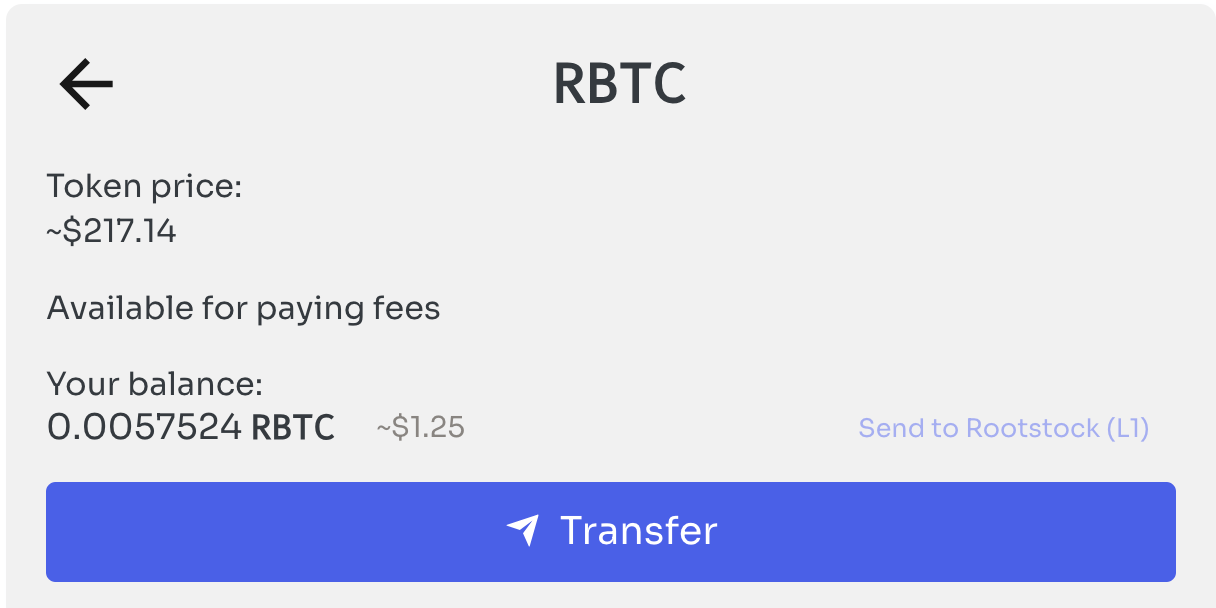 RBTC
Token price:
~$217.14
Available for paying fees
Your balance:
0.0057524 RBTC ~$1.25 Send to Rootstock (L1)
Transfer